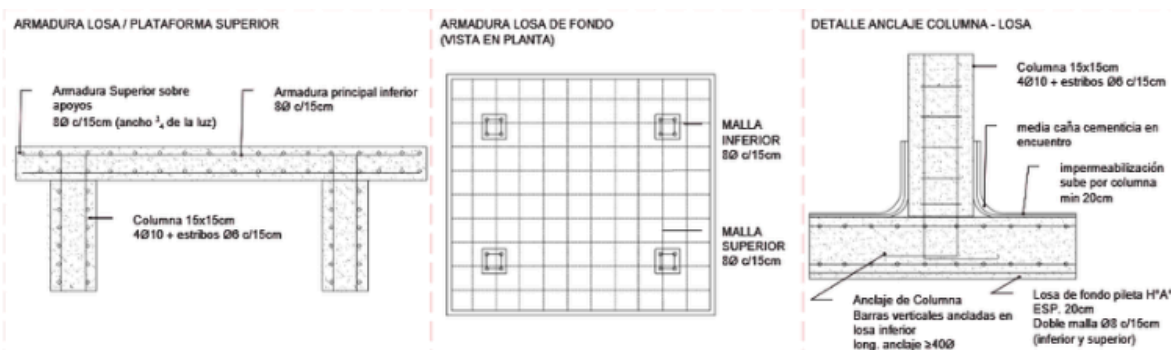 ARMADURA LOSA / PLATAFORMA SUPERIOR
Armadura Superior sobre
apoyos
8Ø c/15cm (ancho ¾ de la luz)
Armadura principal inferior
8Ø c/15cm
Columna 15x15cm
4Ø10 + estribos Ø6 c/15cm
ARMADURA LOSA DE FONDO
(VISTA EN PLANTA)
MALLA
INFERIOR
8Ø c/15cm
MALLA
SUPERIOR
8Ø c/15cm
DETALLE ANCLAJE COLUMNA - LOSA
Columna 15x15cm
4Ø10 + estribos Ø6 c/15cm
media caña cementicia en
encuentro
impermeabilización
sube por columna
min 20cm
Anclaje de Columna
Barras verticales ancladas en
losa inferior
long. anclaje ≥40Ø
Losa de fondo pileta H°A°
ESP. 20cm
Doble malla Ø8 c/15cm
(inferior y superior)